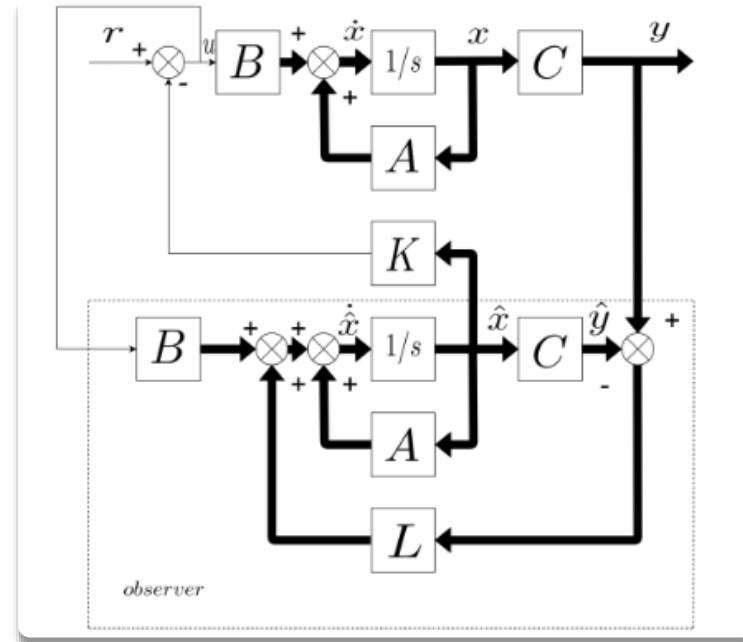 r + - u B + + ẋ 1/s x C y
A
K
B + + + + x̂̇ 1/s x̂ C ŷ + -
A
L
observer